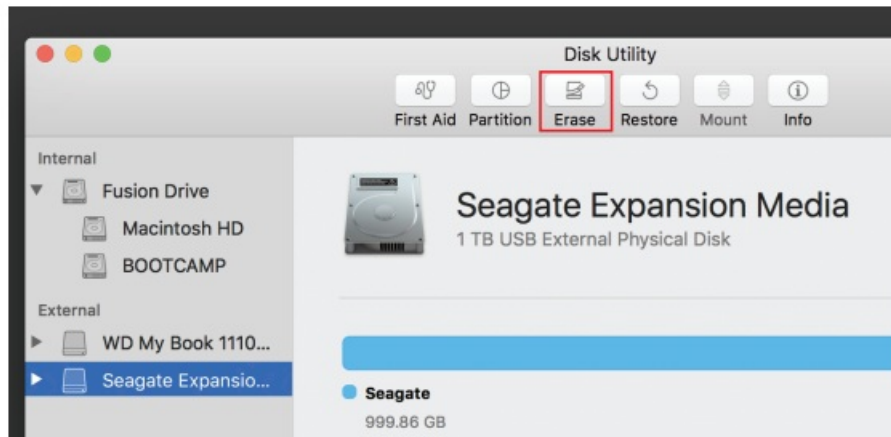 Disk Utility
First Aid Partition Erase Restore Mount Info
Internal
Fusion Drive
Macintosh HD
BOOTCAMP
External
WD My Book 1110...
Seagate Expansio...
Seagate Expansion Media
1 TB USB External Physical Disk
Seagate
999.86 GB